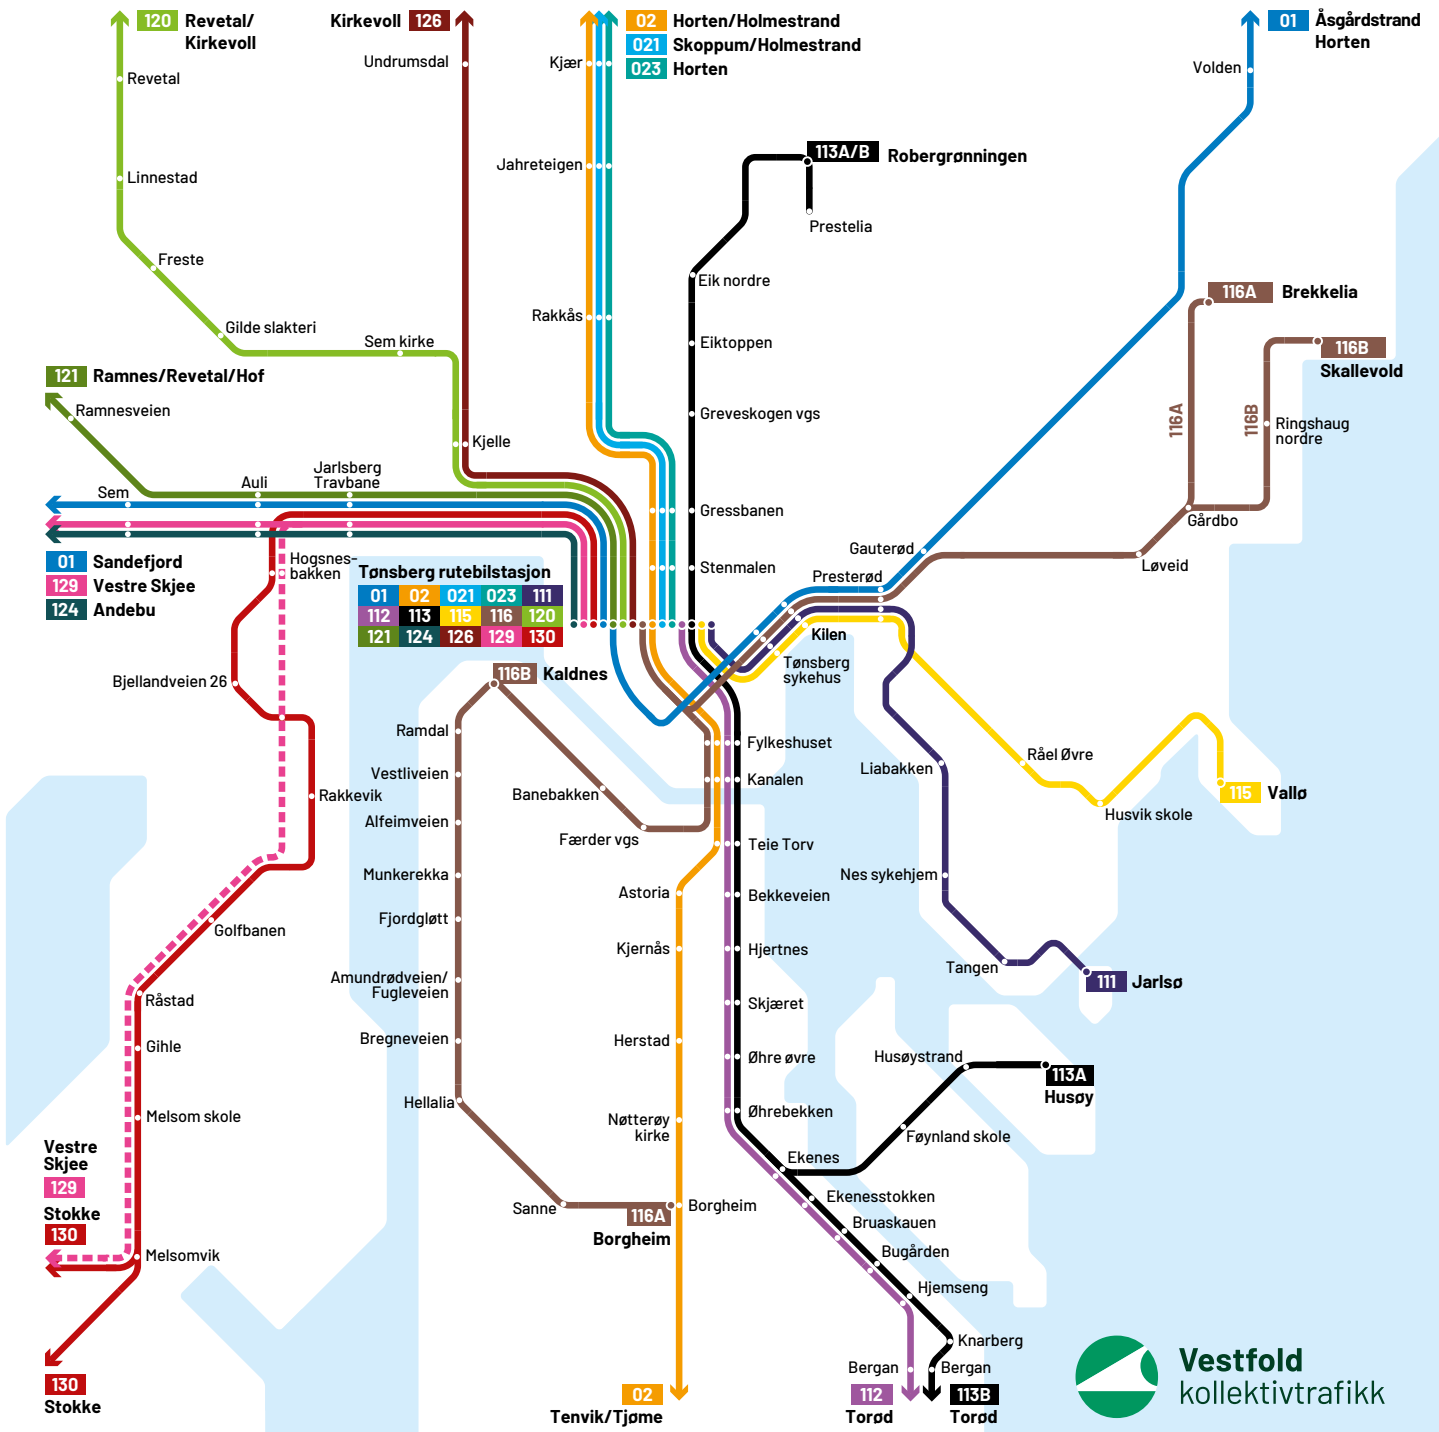 120 Revetal/
Kirkevoll
Kirkevoll 126
02 Horten/Holmestrand
021 Skoppum/Holmestrand
023 Horten
01 Åsgårdstrand
Horten
Undrumsdal
Kjær
Volden
Revetal
113A/B Robergrønningen
Jahreteigen
Linnestad
Prestelia
Freste
Eik nordre
116A Brekkelia
Rakkås
Gilde slakteri
Sem kirke
Eiktoppen
116B
Skallevold
121 Ramnes/Revetal/Hof
Ramnesveien
Greveskogen vgs
116A
116B
Ringshaug
nordre
Kjelle
Jarlsberg
Travbane
Auli
Sem
Gressbanen
Gårdbo
Gauterød
Løveid
01 Sandefjord
129 Vestre Skjee
124 Andebu
Hogsnes-
bakken
Tønsberg rutebilstasjon
01 02 021 023 111
112 113 115 116 120
121 124 126 129 130
Stenmalen
Presterød
Kilen
Tønsberg
sykehus
116B Kaldnes
Bjellandveien 26
Ramdal
Fylkeshuset
Råel Øvre
Vestliveien
Kanalen
Liabakken
Rakkevik
Banebakken
115 Vallø
Husvik skole
Alfeimveien
Færder vgs
Teie Torv
Munkerekka
Astoria
Bekkeveien
Nes sykehjem
Fjordgløtt
Golfbanen
Kjernås
Hjertnes
Tangen
111 Jarlsø
Amundrødveien/
Fugleveien
Råstad
Skjæret
Bregneveien
Herstad
Gihle
Øhre øvre
Husøystrand
113A
Husøy
Hellalia
Melsom skole
Nøtterøy
kirke
Øhrebekken
Føynland skole
Vestre
Skjee
129
Stokke
130
Ekenes
Ekenesstokken
Sanne
116A
Borgheim
Borgheim
Bruaskauen
Melsomvik
Bugården
Hjemseng
Knarberg
Bergan
Bergan
130
Stokke
02
Tenvik/Tjøme
112
Torød
113B
Torød
Vestfold
kollektivtrafikk